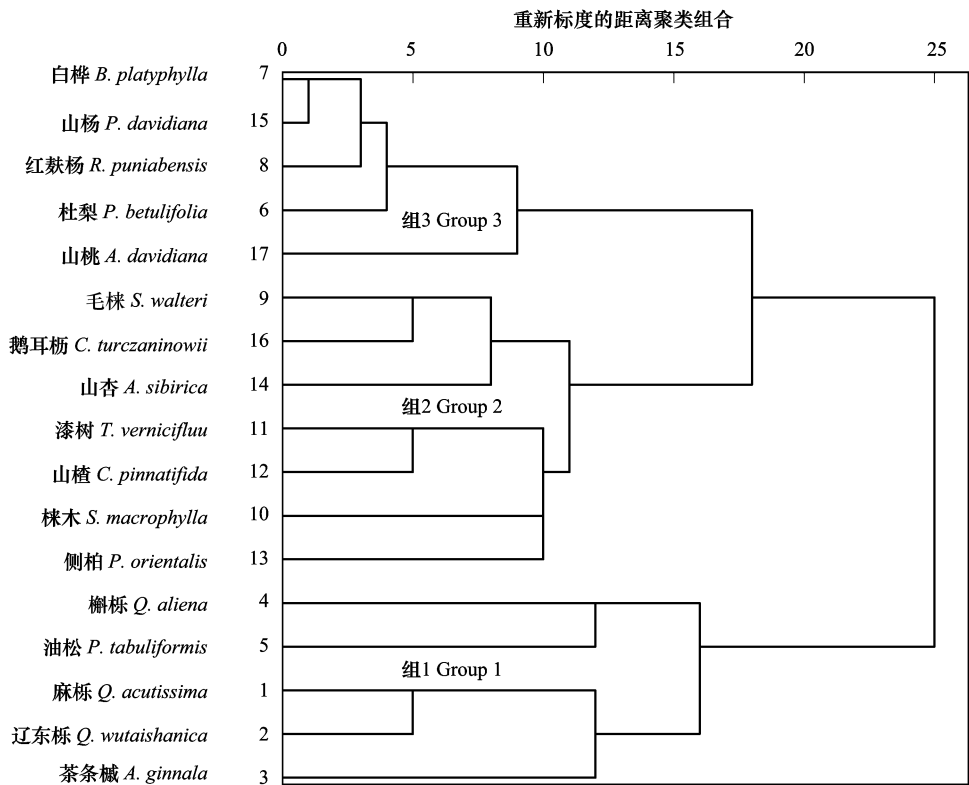 重新标度的距离聚类组合
0 5 10 15 20 25
白桦 B. platyphylla 7
山杨 P. davidiana 15
红麸杨 R. puniabensis 8
杜梨 P. betulifolia 6
组3 Group 3
山桃 A. davidiana 17
毛梾 S. walteri 9
鹅耳枥 C. turczaninowii 16
山杏 A. sibirica 14
组2 Group 2
漆树 T. vernicifluu 11
山楂 C. pinnatifida 12
梾木 S. macrophylla 10
侧柏 P. orientalis 13
槲栎 Q. aliena 4
油松 P. tabuliformis 5
组1 Group 1
麻栎 Q. acutissima 1
辽东栎 Q. wutaishanica 2
茶条槭 A. ginnala 3